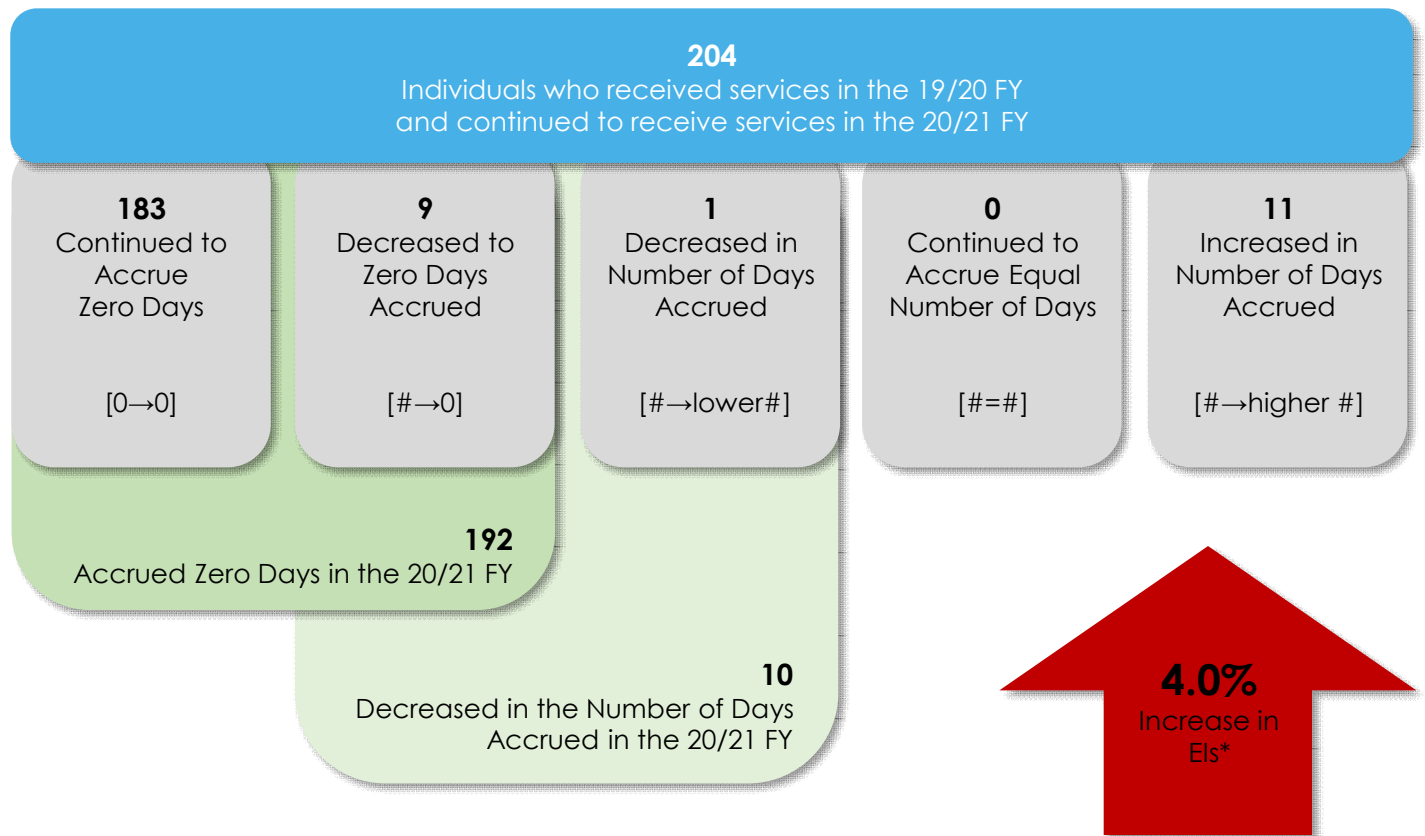 204
Individuals who received services in the 19/20 FY
and continued to receive services in the 20/21 FY
183
Continued to
Accrue
Zero Days
[0→0]
9
Decreased to
Zero Days
Accrued
[#→0]
1
Decreased in
Number of Days
Accrued
[#→lower#]
0
Continued to
Accrue Equal
Number of Days
[#=#]
11
Increased in
Number of Days
Accrued
[#→higher #]
192
Accrued Zero Days in the 20/21 FY
10
Decreased in the Number of Days
Accrued in the 20/21 FY
4.0%
Increase in
EIs*